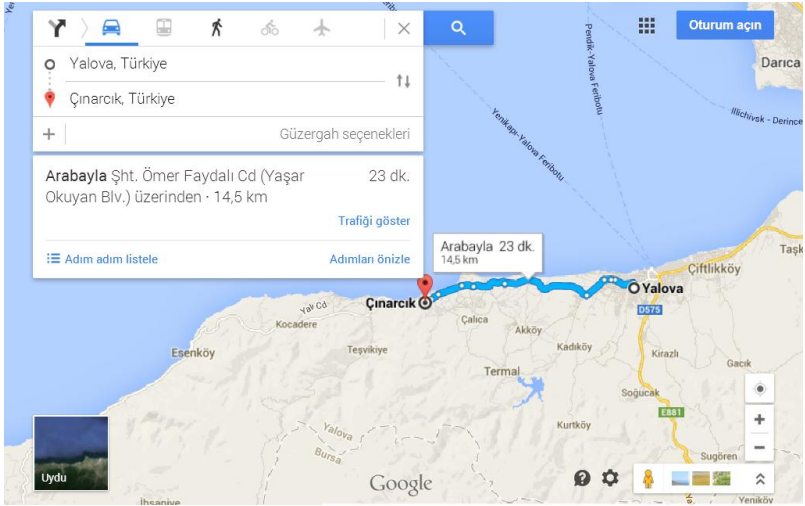 Oturum açın
Yalova, Türkiye
Çınarcık, Türkiye
Güzergah seçenekleri
Arabayla Şht. Ömer Faydalı Cd (Yaşar
Okuyan Blv.) üzerinden · 14,5 km
23 dk.
Trafiği göster
Adım adım listele
Adımları önizle
Pendik-Yalova Feribotu
Yenikapı-Yalova Feribotu
Darıca
Illichivsk - Derince
Arabayla 23 dk.
14,5 km
Taşk
Çiftlikköy
Yalova
D575
Çınarcık
Yalı Cd
Kocadere
Çalıca
Akköy
Esenköy
Teşvikiye
Kadıköy
Kirazlı
Termal
Gacık
Soğucak
E881
Kurtköy
Yalova
Bursa
Sugören
Uydu
Google
İhsaniye
Yeniköy